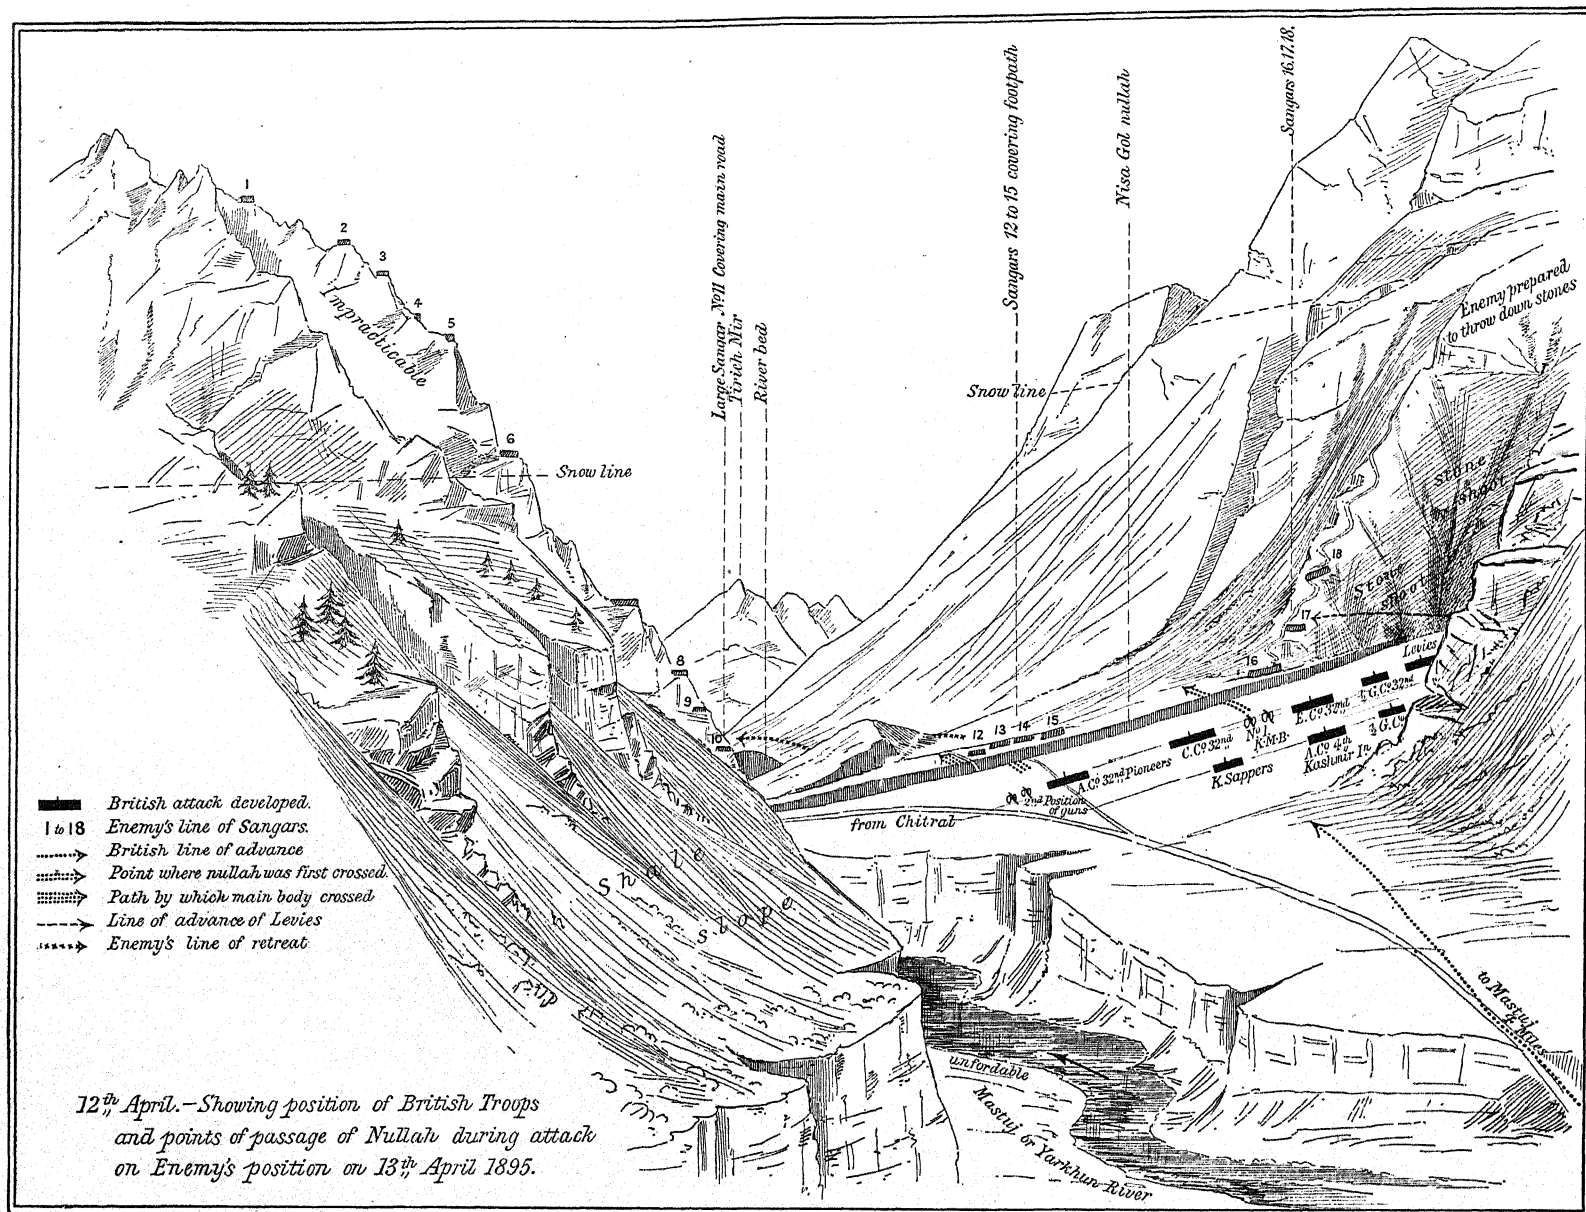 1
2
3
4
5
6
8
9
10
12
13
14
15
16
17
18
Impracticable
Snow line
Large Sangar No 11 Covering main road
Tirich Mir
River bed
Sangars 12 to 15 covering footpath
Nisa Gol nullah
Sangars 16.17.18.
Snow line
Enemy prepared
to throw down stones
Stone
shoot
Stone
shoot
Levies
½ G. Co 32nd
E. Co 32nd
No 1
K.M.B.
C. Co 32nd
½ G. Co
A. Co 4th
Kashmir In
K. Sappers
A. Co 32nd Pioneers
2nd Position
of guns
from Chitral
to Mastuj
Miles
Shale
slope
unfordable
Mastuj or Yarkhun River
British attack developed.
1 to 18 Enemy's line of Sangars.
British line of advance
Point where nullah was first crossed.
Path by which main body crossed
Line of advance of Levies
Enemy's line of retreat
12th April.—Showing position of British Troops
and points of passage of Nullah during attack
on Enemy's position on 13th April 1895.